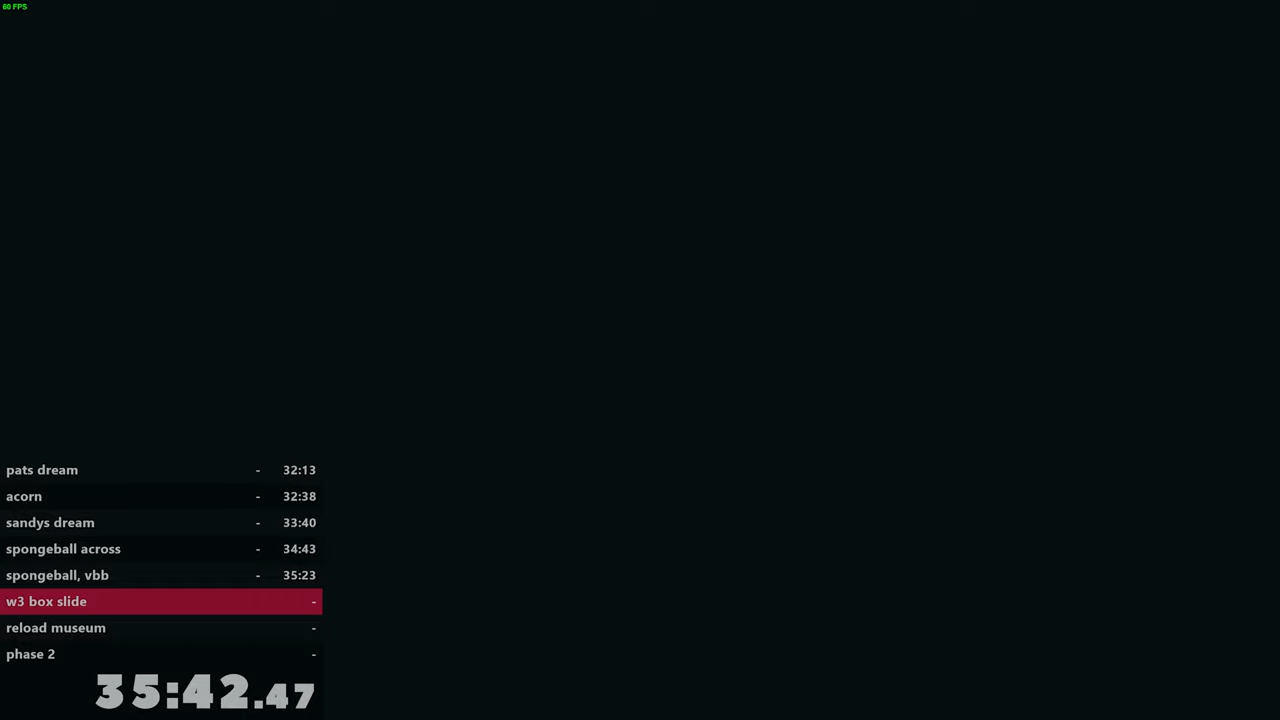 60 FPS
pats dream - 32:13
acorn - 32:38
sandys dream - 33:40
spongeball across - 34:43
spongeball, vbb - 35:23
w3 box slide -
reload museum -
phase 2 -
35:42.47